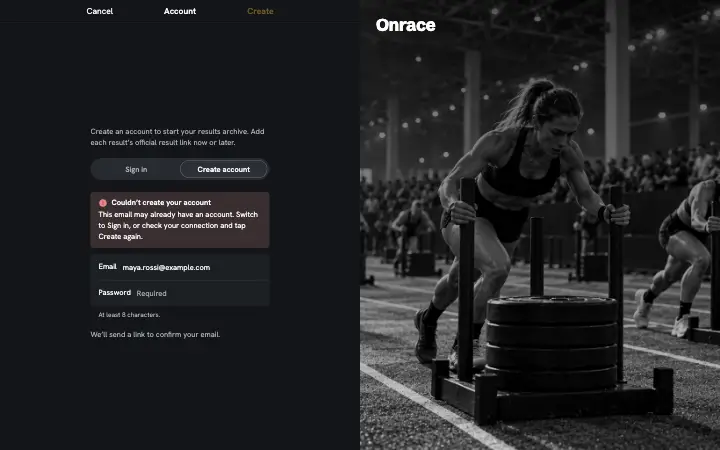 Cancel
Account
Create
Create an account to start your results archive. Add
each result's official result link now or later.
Sign in
Create account
Couldn't create your account
This email may already have an account. Switch
to Sign in, or check your connection and tap
Create again.
Email maya.rossi@example.com
Password Required
At least 8 characters.
We'll send a link to confirm your email.
Onrace